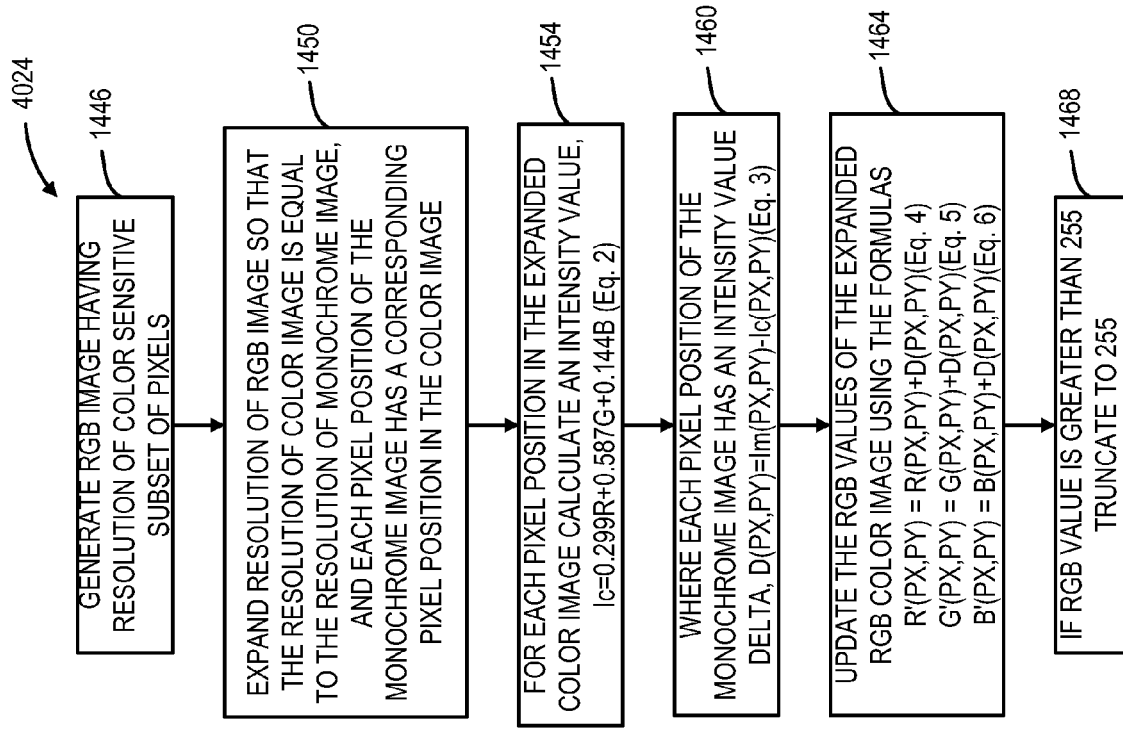 4024
1446
GENERATE RGB IMAGE HAVING
RESOLUTION OF COLOR SENSITIVE
SUBSET OF PIXELS
1450
EXPAND RESOLUTION OF RGB IMAGE SO THAT
THE RESOLUTION OF COLOR IMAGE IS EQUAL
TO THE RESOLUTION OF MONOCHROME IMAGE,
AND EACH PIXEL POSITION OF THE
MONOCHROME IMAGE HAS A CORRESPONDING
PIXEL POSITION IN THE COLOR IMAGE
1454
FOR EACH PIXEL POSITION IN THE EXPANDED
COLOR IMAGE CALCULATE AN INTENSITY VALUE,
Ic=0.299R+0.587G+0.144B (Eq. 2)
1460
WHERE EACH PIXEL POSITION OF THE
MONOCHROME IMAGE HAS AN INTENSITY VALUE
DELTA, D(PX,PY)=Im(PX,PY)-Ic(PX,PY)(Eq. 3)
1464
UPDATE THE RGB VALUES OF THE EXPANDED
RGB COLOR IMAGE USING THE FORMULAS
R'(PX,PY) = R(PX,PY)+D(PX,PY)(Eq. 4)
G'(PX,PY) = G(PX,PY)+D(PX,PY)(Eq. 5)
B'(PX,PY) = B(PX,PY)+D(PX,PY)(Eq. 6)
1468
IF RGB VALUE IS GREATER THAN 255
TRUNCATE TO 255